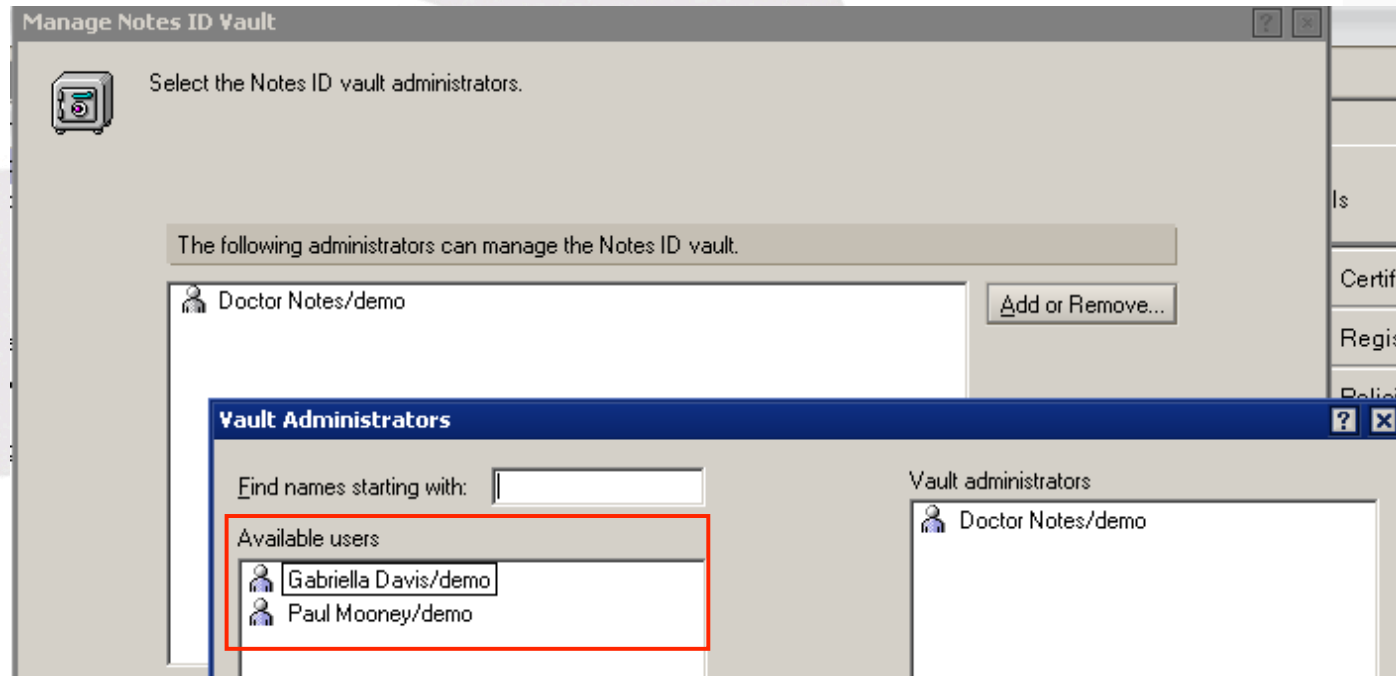 Manage Notes ID Vault
Select the Notes ID vault administrators.
ls
The following administrators can manage the Notes ID vault.
Doctor Notes/demo
Add or Remove...
Certif
Regis
Vault Administrators
Find names starting with:
Vault administrators
Doctor Notes/demo
Available users
Gabriella Davis/demo
Paul Mooney/demo